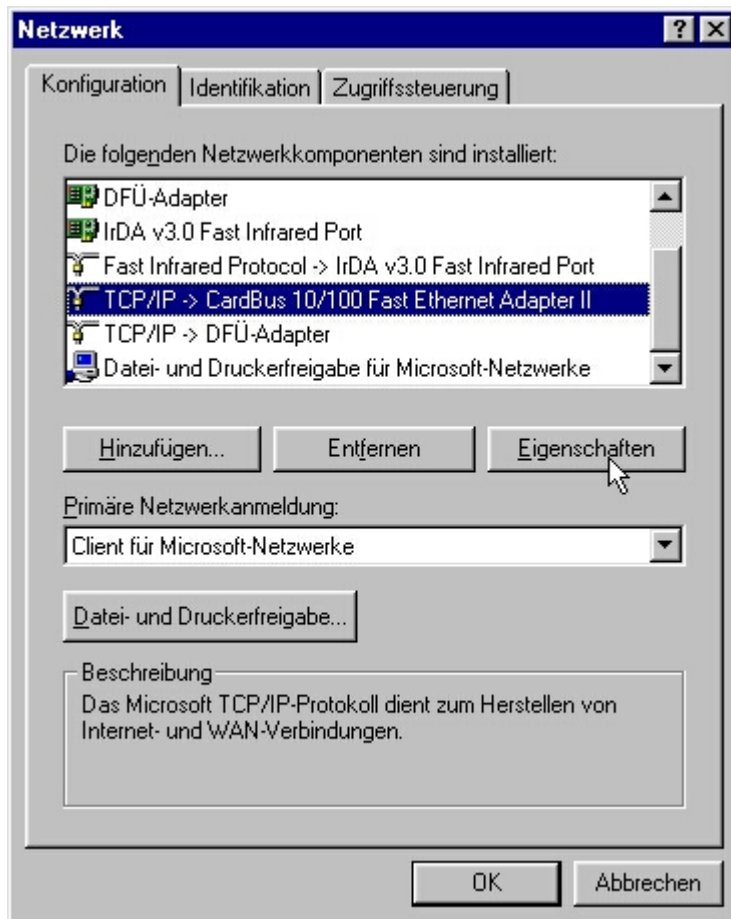 Netzwerk
Konfiguration Identifikation Zugriffssteuerung
Die folgenden Netzwerkkomponenten sind installiert:
DFÜ-Adapter
IrDA v3.0 Fast Infrared Port
Fast Infrared Protocol -> IrDA v3.0 Fast Infrared Port
TCP/IP -> CardBus 10/100 Fast Ethernet Adapter II
TCP/IP -> DFÜ-Adapter
Datei- und Druckerfreigabe für Microsoft-Netzwerke
Hinzufügen... Entfernen Eigenschaften
Primäre Netzwerkanmeldung:
Client für Microsoft-Netzwerke
Datei- und Druckerfreigabe...
Beschreibung
Das Microsoft TCP/IP-Protokoll dient zum Herstellen von
Internet- und WAN-Verbindungen.
OK Abbrechen